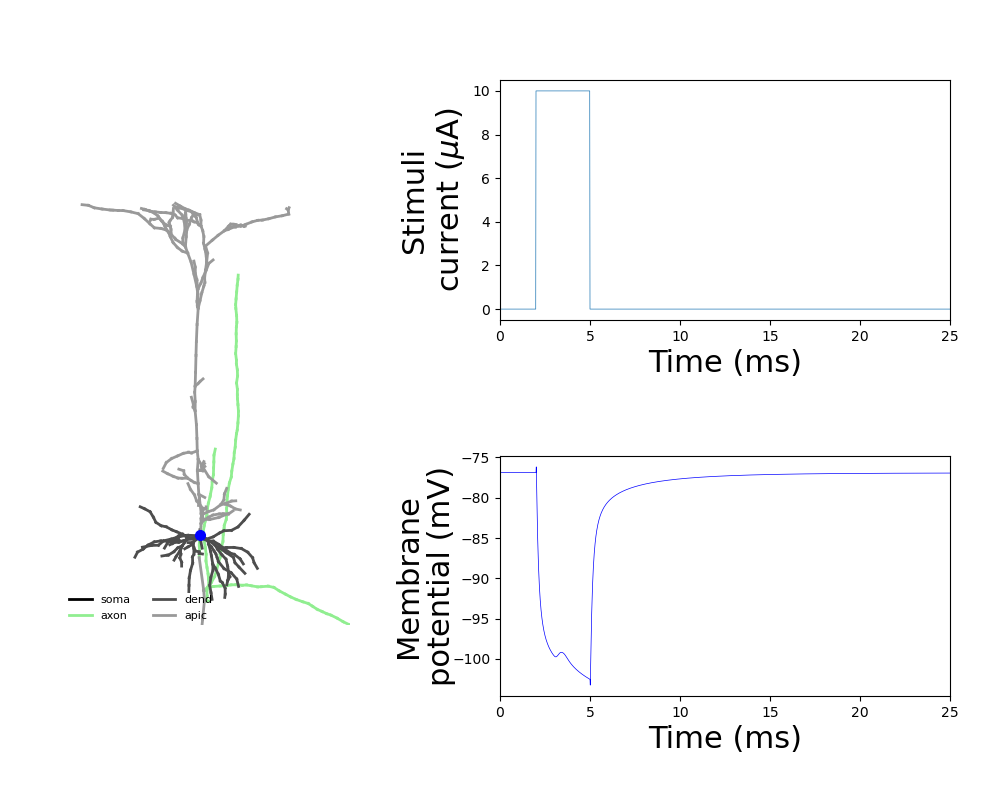 soma
axon
dend
apic
Stimuli
current (μA)
10
8
6
4
2
0
0 5 10 15 20 25
Time (ms)
Membrane
potential (mV)
−75
−80
−85
−90
−95
−100
0 5 10 15 20 25
Time (ms)